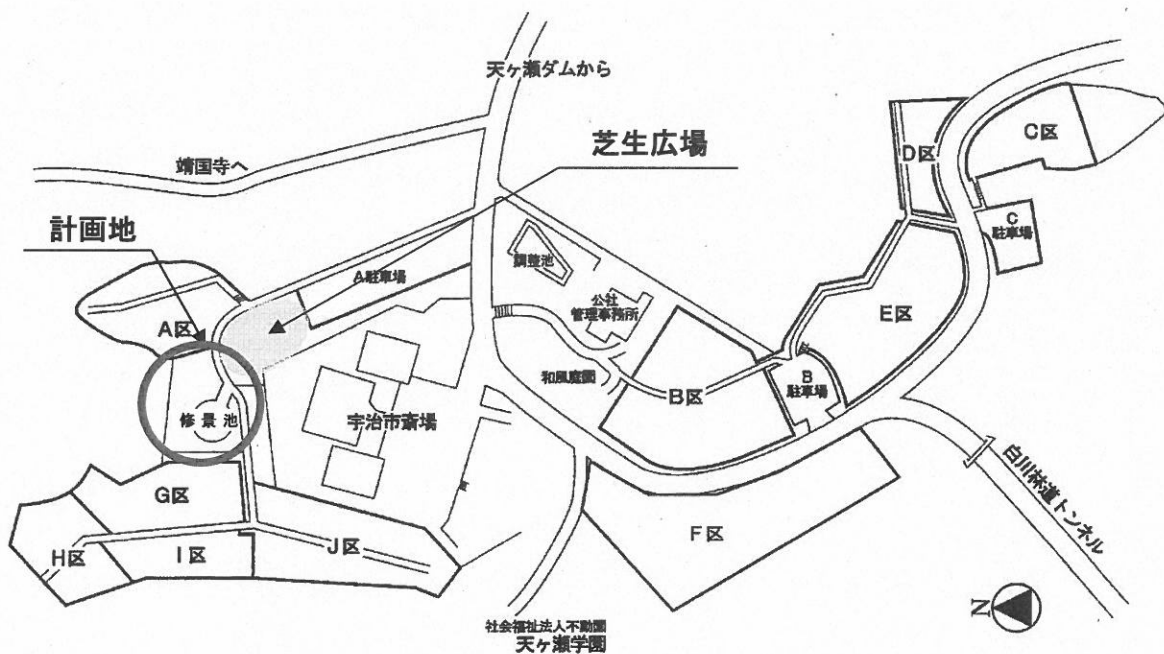 天ヶ瀬ダムから
靖国寺へ
芝生広場
計画地
D区
C区
C
駐車場
調整池
A駐車場
公社
管理事務所
A区
E区
和風庭園
B区
B
駐車場
修景池
宇治市斎場
白川林道トンネル
G区
F区
H区
I区
J区
N
社会福祉法人不動園
天ヶ瀬学園